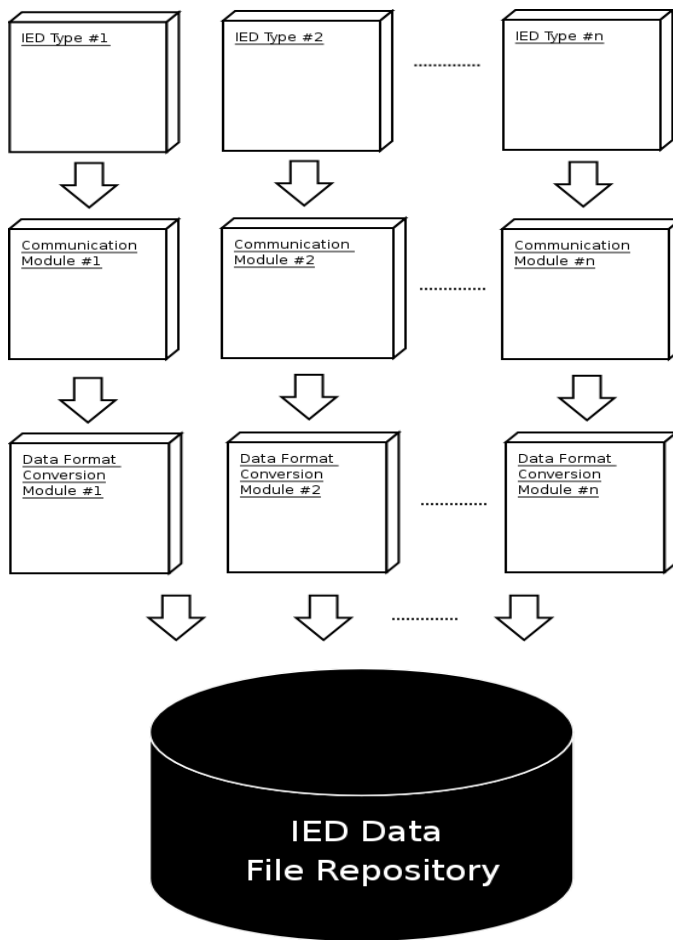 IED Type #1
IED Type #2
IED Type #n
Communication
Module #1
Communication
Module #2
Communication
Module #n
Data Format
Conversion
Module #1
Data Format
Conversion
Module #2
Data Format
Conversion
Module #n
IED Data
File Repository